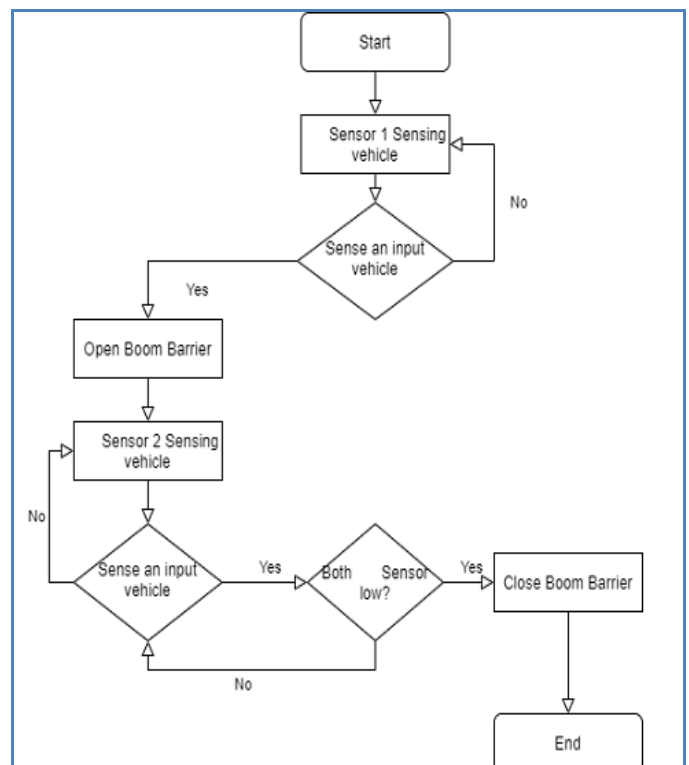 Start
Sensor 1 Sensing
vehicle
No
Sense an input
vehicle
Yes
Open Boom Barrier
Sensor 2 Sensing
vehicle
No
Sense an input
vehicle
Yes
Both Sensor
low?
Yes
Close Boom Barrier
No
End